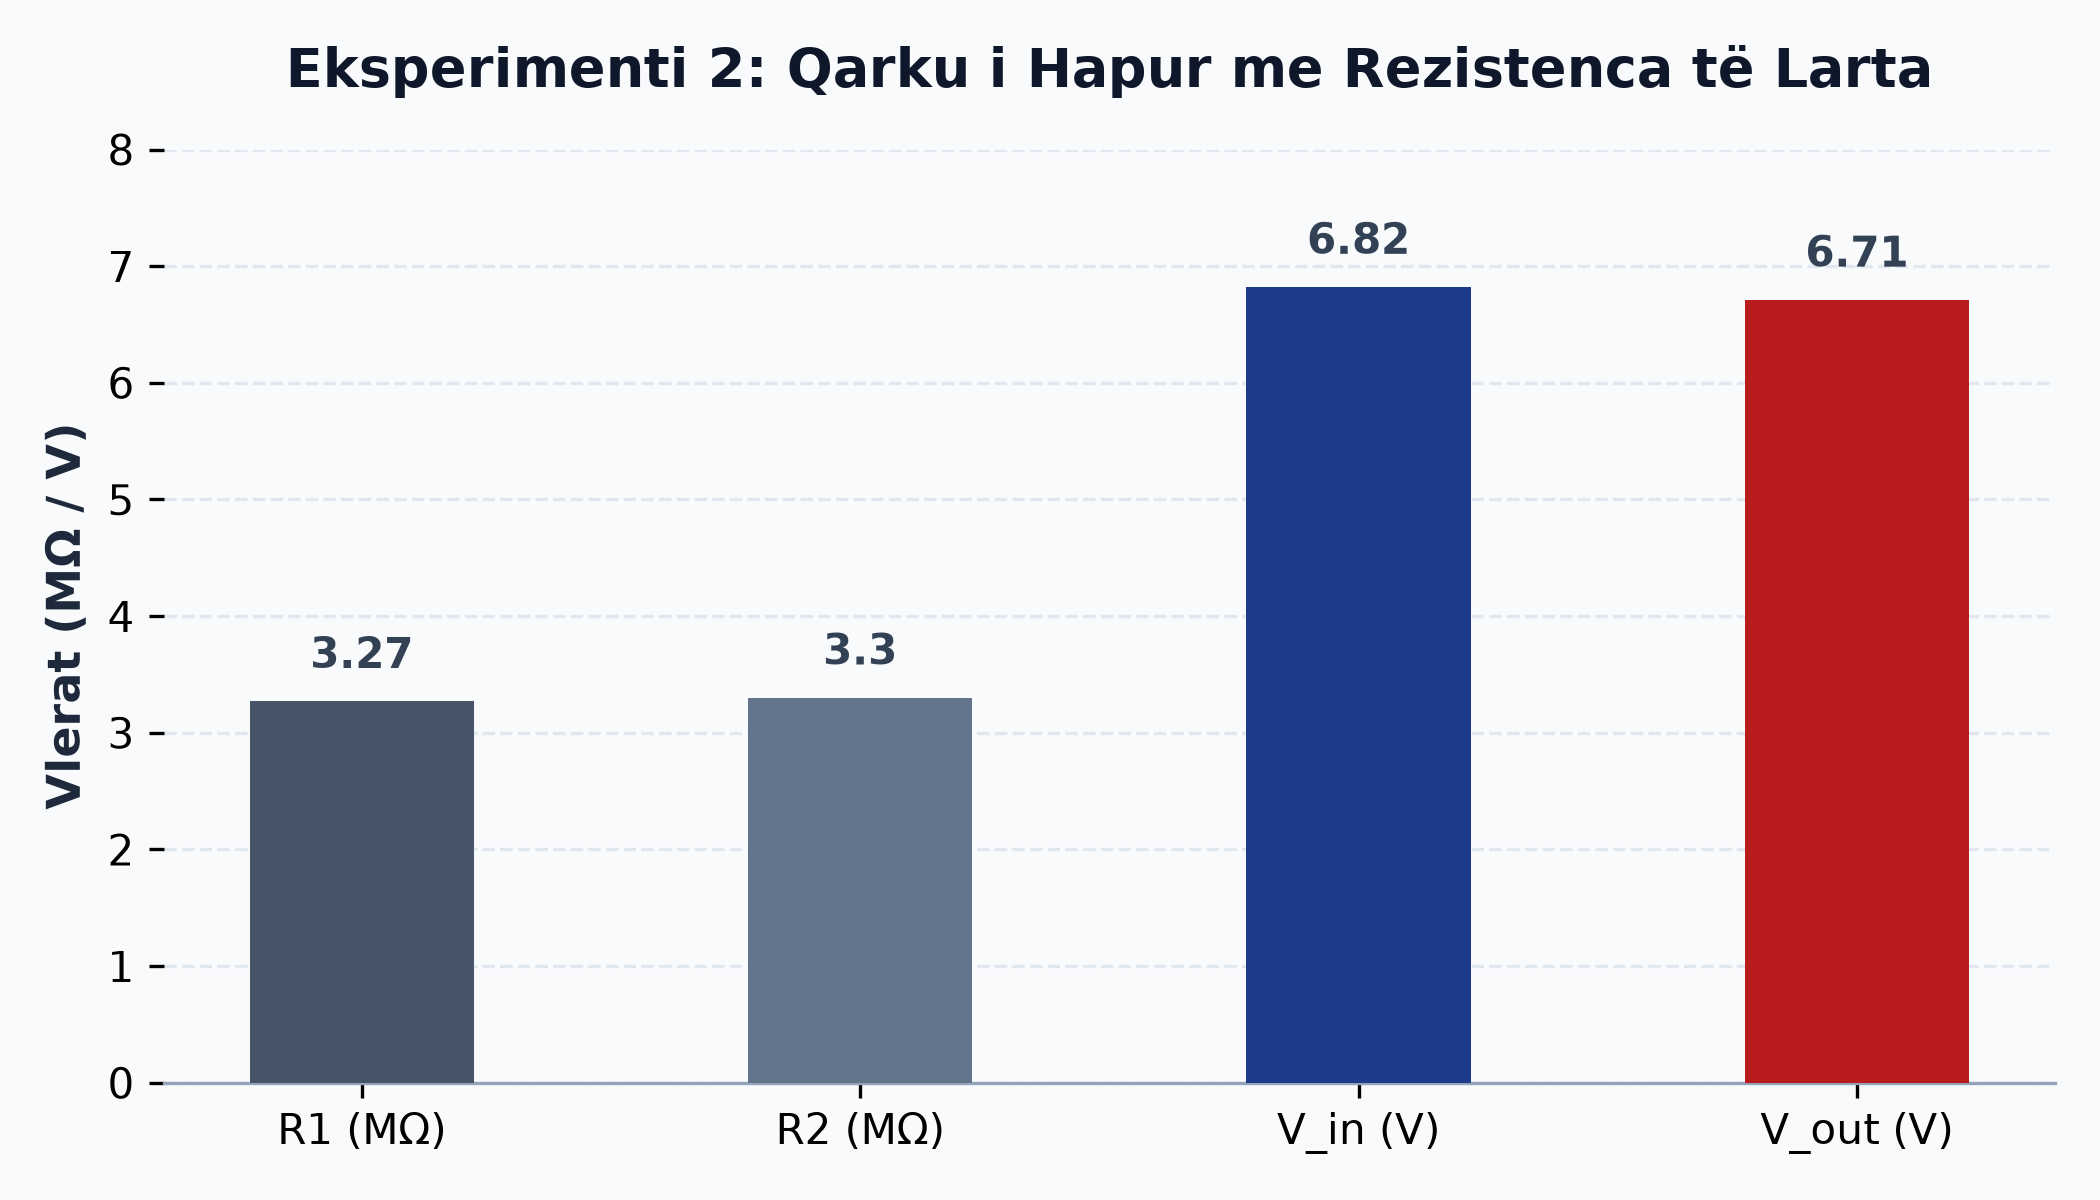 Eksperimenti 2: Qarku i Hapur me Rezistenca të Larta
Vlerat (MΩ / V)
8
7
6
5
4
3
2
1
0
3.27
3.3
6.82
6.71
R1 (MΩ)
R2 (MΩ)
V_in (V)
V_out (V)